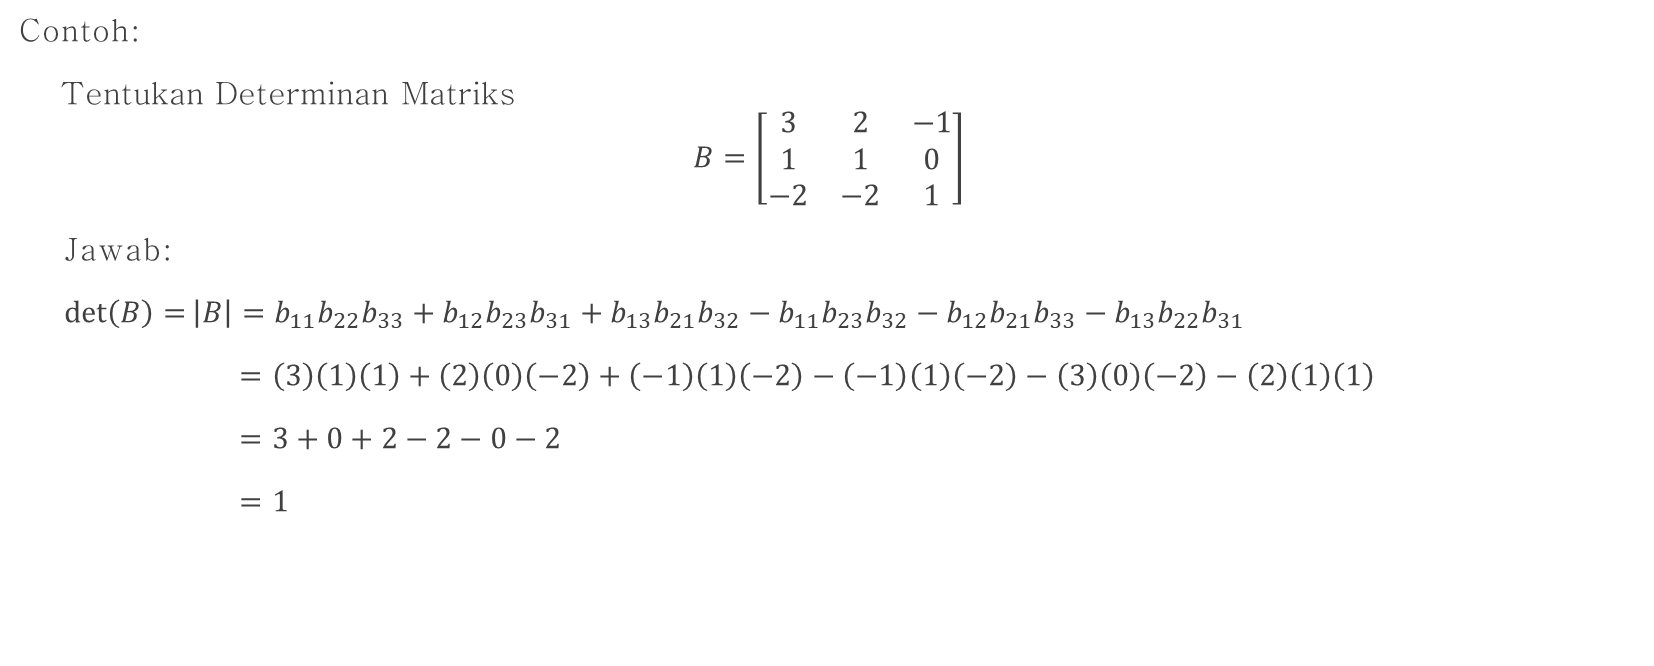 Contoh:
Tentukan Determinan Matriks
B = [ 3 2 −1
1 1 0
−2 −2 1 ]
Jawab:
det(B) = |B| = b₁₁b₂₂b₃₃ + b₁₂b₂₃b₃₁ + b₁₃b₂₁b₃₂ − b₁₁b₂₃b₃₂ − b₁₂b₂₁b₃₃ − b₁₃b₂₂b₃₁
= (3)(1)(1) + (2)(0)(−2) + (−1)(1)(−2) − (−1)(1)(−2) − (3)(0)(−2) − (2)(1)(1)
= 3 + 0 + 2 − 2 − 0 − 2
= 1